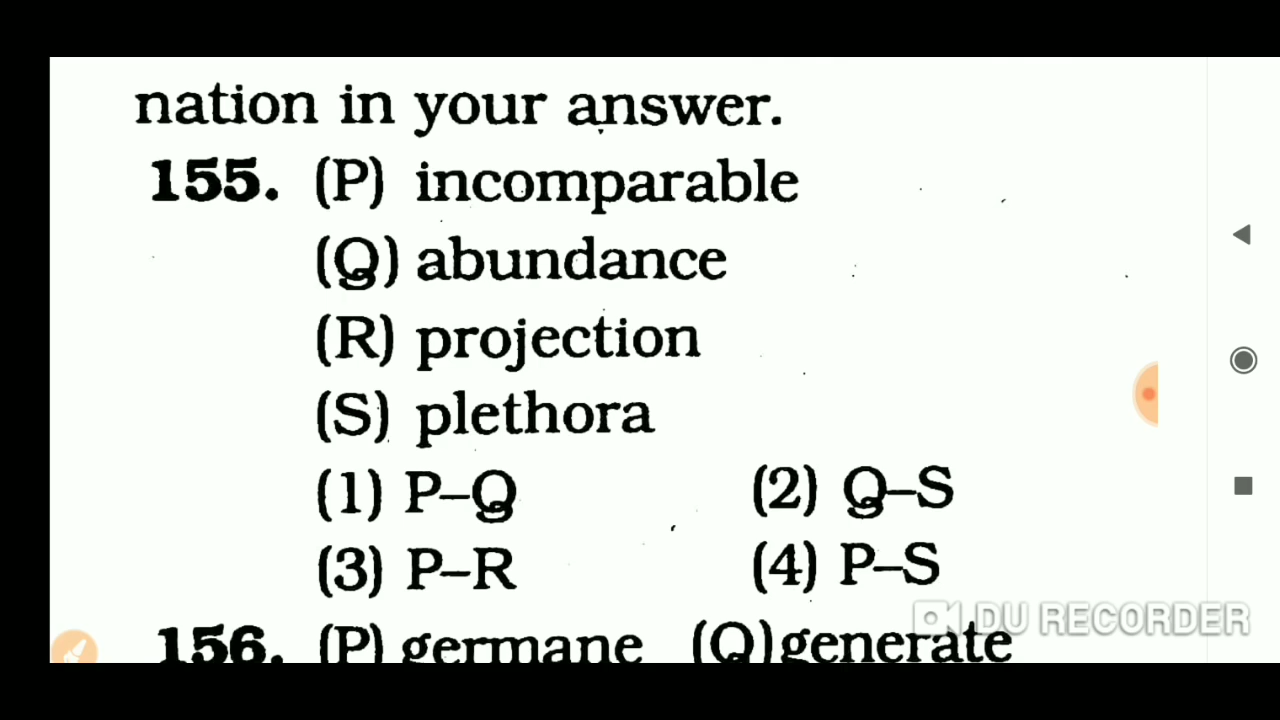 nation in your answer.
155. (P) incomparable
(Q) abundance
(R) projection
(S) plethora
(1) P–Q (2) Q–S
(3) P–R (4) P–S
DU RECORDER
156. (P) germane (Q) generate